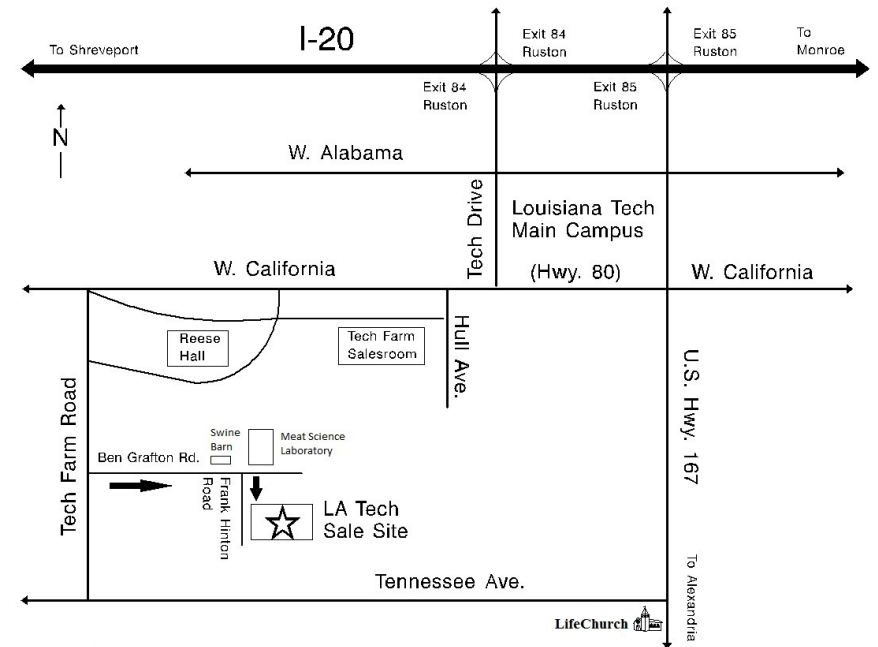 I-20
To Shreveport
Exit 84
Ruston
Exit 85
Ruston
To
Monroe
Exit 84
Ruston
Exit 85
Ruston
N
W. Alabama
Tech Drive
Louisiana Tech
Main Campus
W. California
(Hwy. 80)
W. California
Reese
Hall
Tech Farm
Salesroom
Hull Ave.
U.S. Hwy. 167
Tech Farm Road
Swine
Barn
Meat Science
Laboratory
Ben Grafton Rd.
Frank Hinton
Road
LA Tech
Sale Site
Tennessee Ave.
To Alexandria
LifeChurch